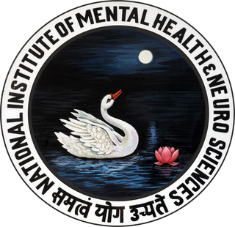 NATIONAL INSTITUTE OF MENTAL HEALTH & NEURO SCIENCES
समत्वं योग उच्यते